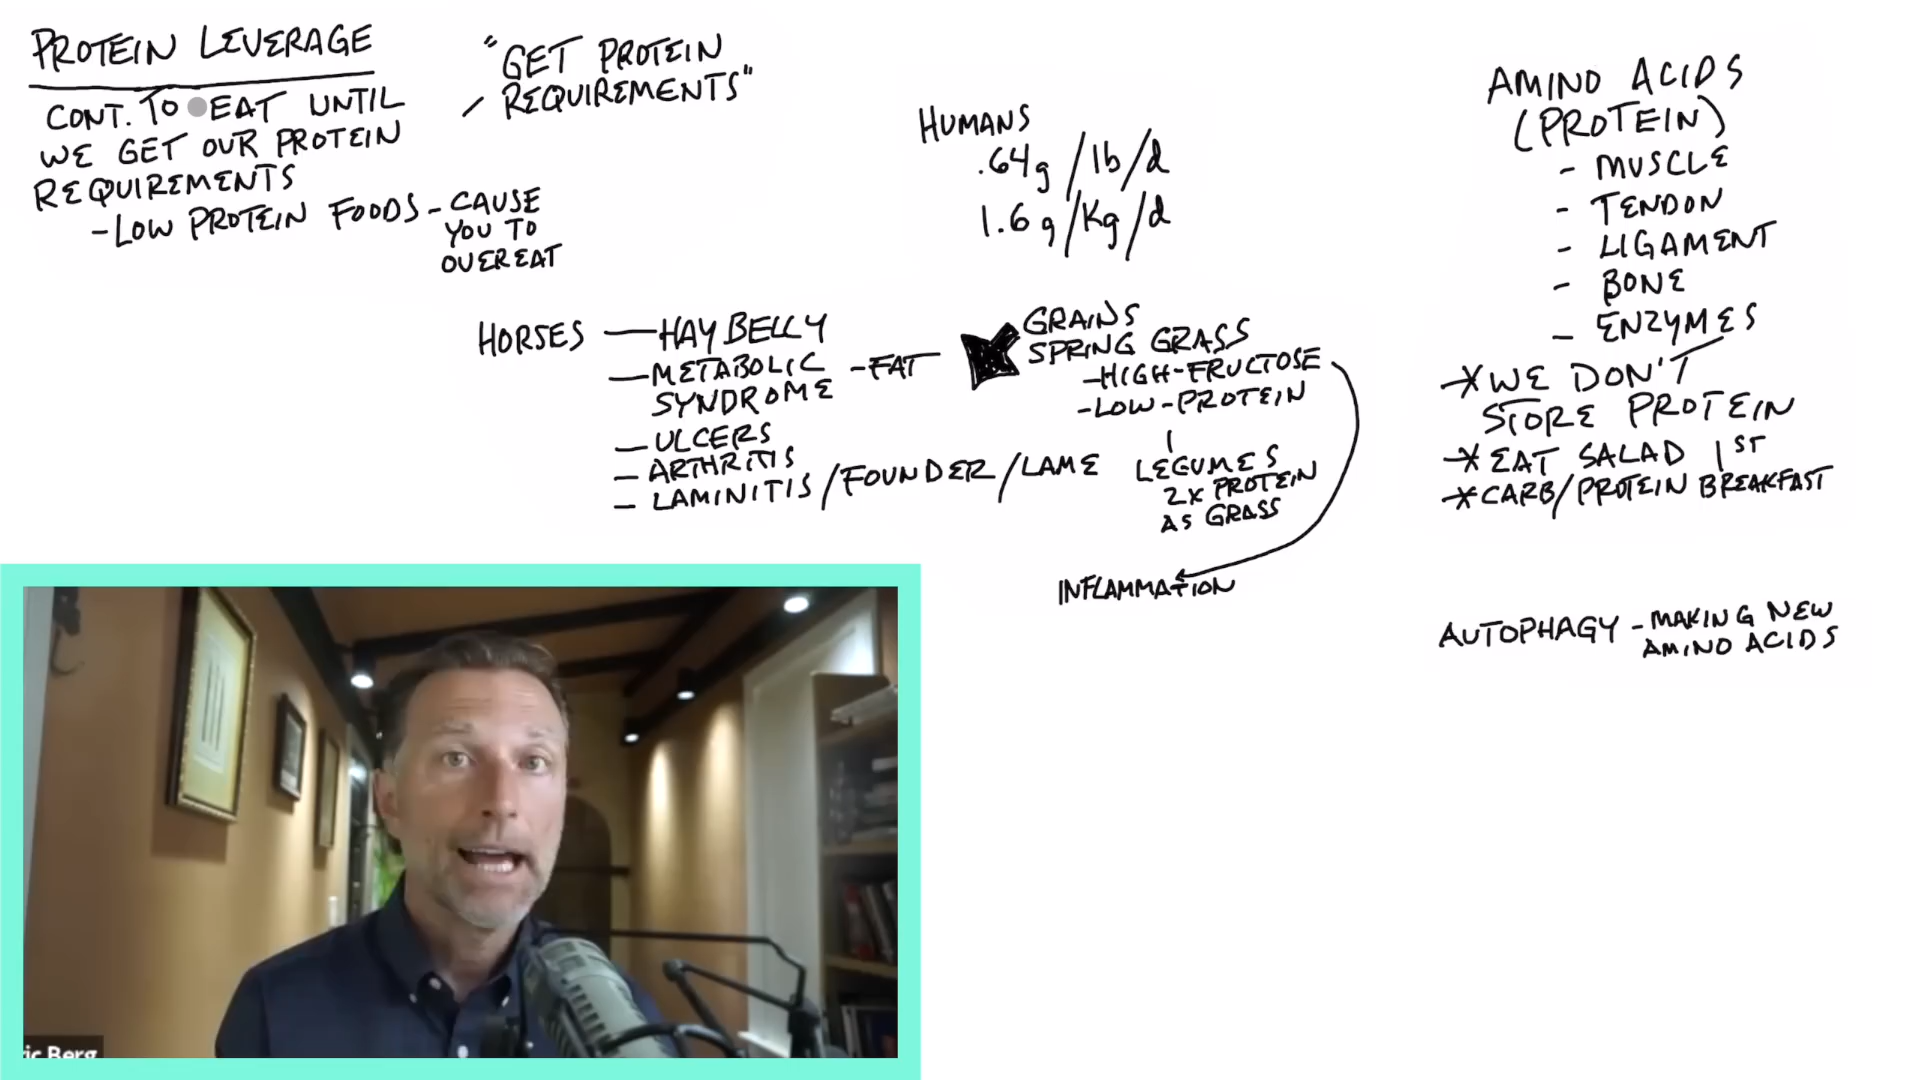 PROTEIN LEVERAGE
CONT. TO EAT UNTIL
WE GET OUR PROTEIN
REQUIREMENTS
-LOW PROTEIN FOODS - CAUSE
YOU TO
OVEREAT
"GET PROTEIN
REQUIREMENTS"
HUMANS
.64g/lb/d
1.6g/Kg/d
HORSES — HAY BELLY
— METABOLIC
SYNDROME
-FAT
— ULCERS
— ARTHRITIS
— LAMINITIS/FOUNDER/LAME
GRAINS
SPRING GRASS
-HIGH-FRUCTOSE
-LOW-PROTEIN
LEGUMES
2X PROTEIN
AS GRASS
INFLAMMATION
AMINO ACIDS
(PROTEIN)
- MUSCLE
- TENDON
- LIGAMENT
- BONE
- ENZYMES
* WE DON'T
STORE PROTEIN
* EAT SALAD 1ST
* CARB/PROTEIN BREAKFAST
AUTOPHAGY - MAKING NEW
AMINO ACIDS
ic Berg